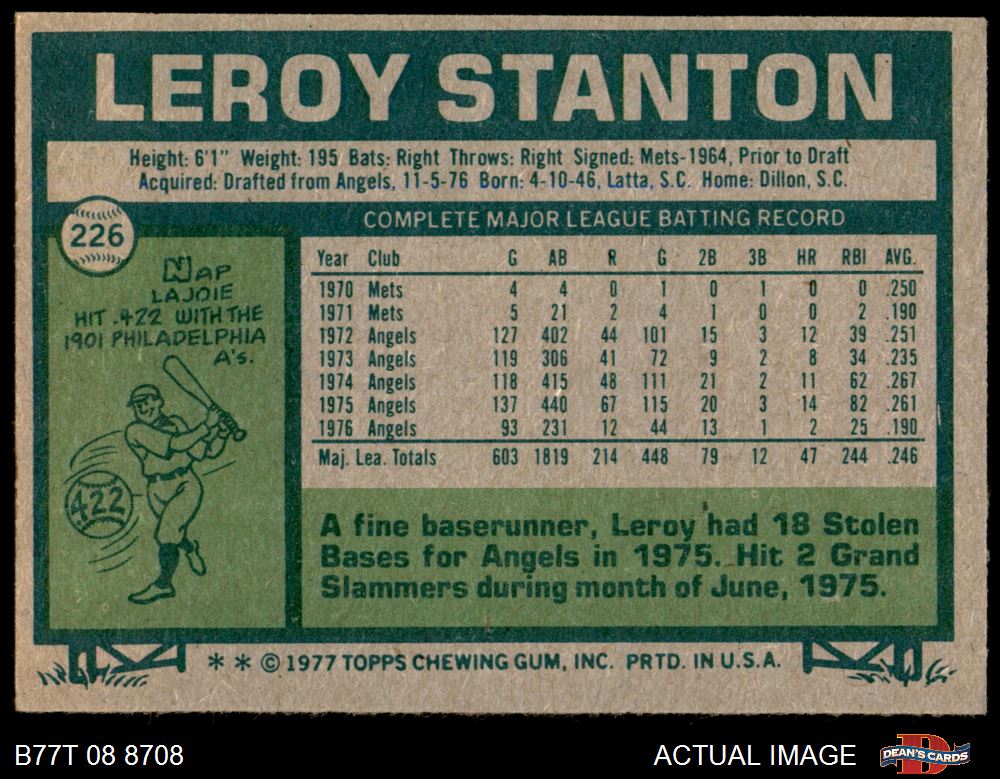 LEROY STANTON
Height: 6'1" Weight: 195 Bats: Right Throws: Right Signed: Mets-1964, Prior to Draft
Acquired: Drafted from Angels, 11-5-76 Born: 4-10-46, Latta, S.C. Home: Dillon, S.C.
226
NAP
LAJOIE
HIT .422 WITH THE
1901 PHILADELPHIA
A's.
.422
COMPLETE MAJOR LEAGUE BATTING RECORD
Year Club G AB R G 2B 3B HR RBI AVG.
1970 Mets 4 4 0 1 0 1 0 0 .250
1971 Mets 5 21 2 4 1 0 0 2 .190
1972 Angels 127 402 44 101 15 3 12 39 .251
1973 Angels 119 306 41 72 9 2 8 34 .235
1974 Angels 118 415 48 111 21 2 11 62 .267
1975 Angels 137 440 67 115 20 3 14 82 .261
1976 Angels 93 231 12 44 13 1 2 25 .190
Maj. Lea. Totals 603 1819 214 448 79 12 47 244 .246
A fine baserunner, Leroy had 18 Stolen
Bases for Angels in 1975. Hit 2 Grand
Slammers during month of June, 1975.
* * © 1977 TOPPS CHEWING GUM, INC. PRTD. IN U.S.A.
B77T 08 8708
ACTUAL IMAGE
DEAN'S CARDS